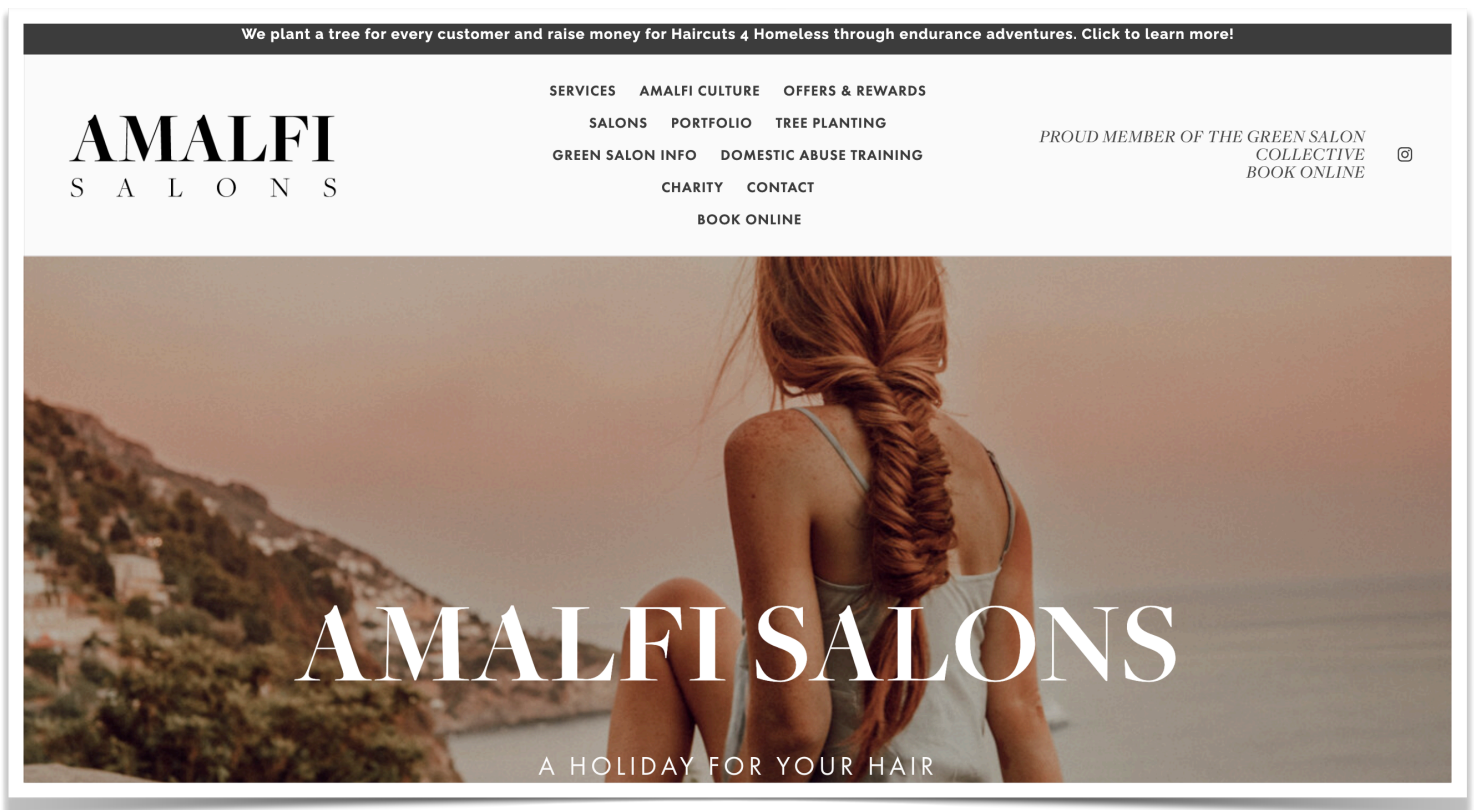 We plant a tree for every customer and raise money for Haircuts 4 Homeless through endurance adventures. Click to learn more!
AMALFI
SALONS
SERVICES AMALFI CULTURE OFFERS & REWARDS
SALONS PORTFOLIO TREE PLANTING
GREEN SALON INFO DOMESTIC ABUSE TRAINING
CHARITY CONTACT
BOOK ONLINE
PROUD MEMBER OF THE GREEN SALON
COLLECTIVE
BOOK ONLINE
AMALFI SALONS
A HOLIDAY FOR YOUR HAIR